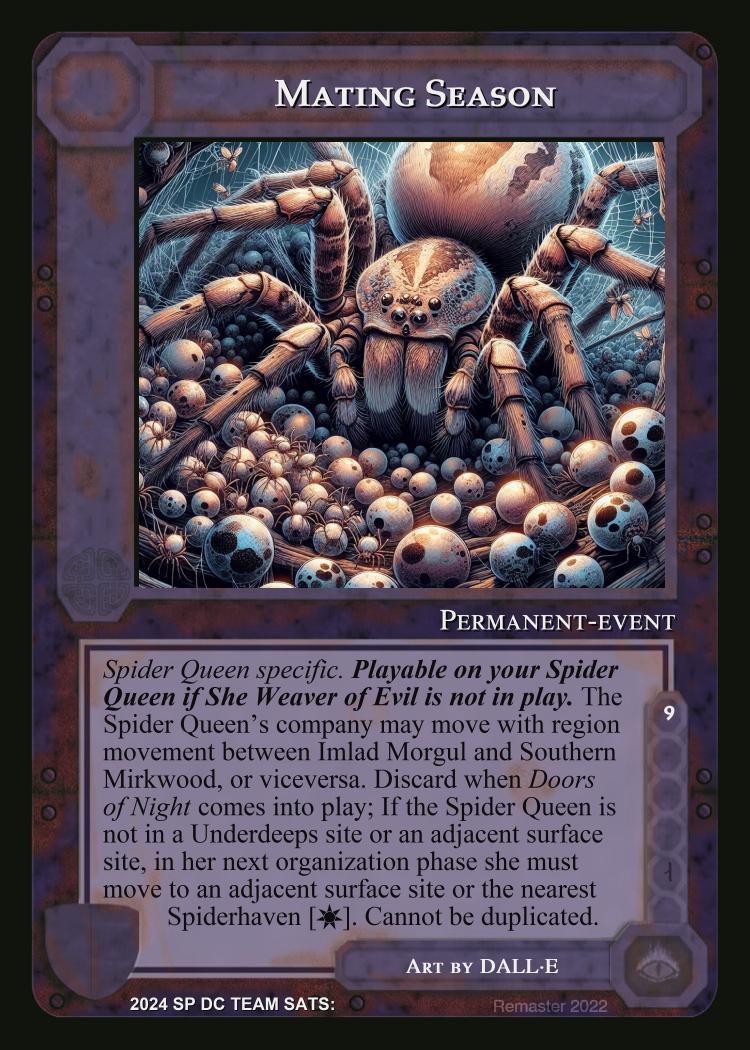 Mating Season
Permanent-event
Spider Queen specific. Playable on your Spider
Queen if She Weaver of Evil is not in play. The
Spider Queen's company may move with region
movement between Imlad Morgul and Southern
Mirkwood, or viceversa. Discard when Doors
of Night comes into play; If the Spider Queen is
not in a Underdeeps site or an adjacent surface
site, in her next organization phase she must
move to an adjacent surface site or the nearest
Spiderhaven [☀]. Cannot be duplicated.
9
Art by DALL·E
2024 SP DC TEAM SATS:
Remaster 2022